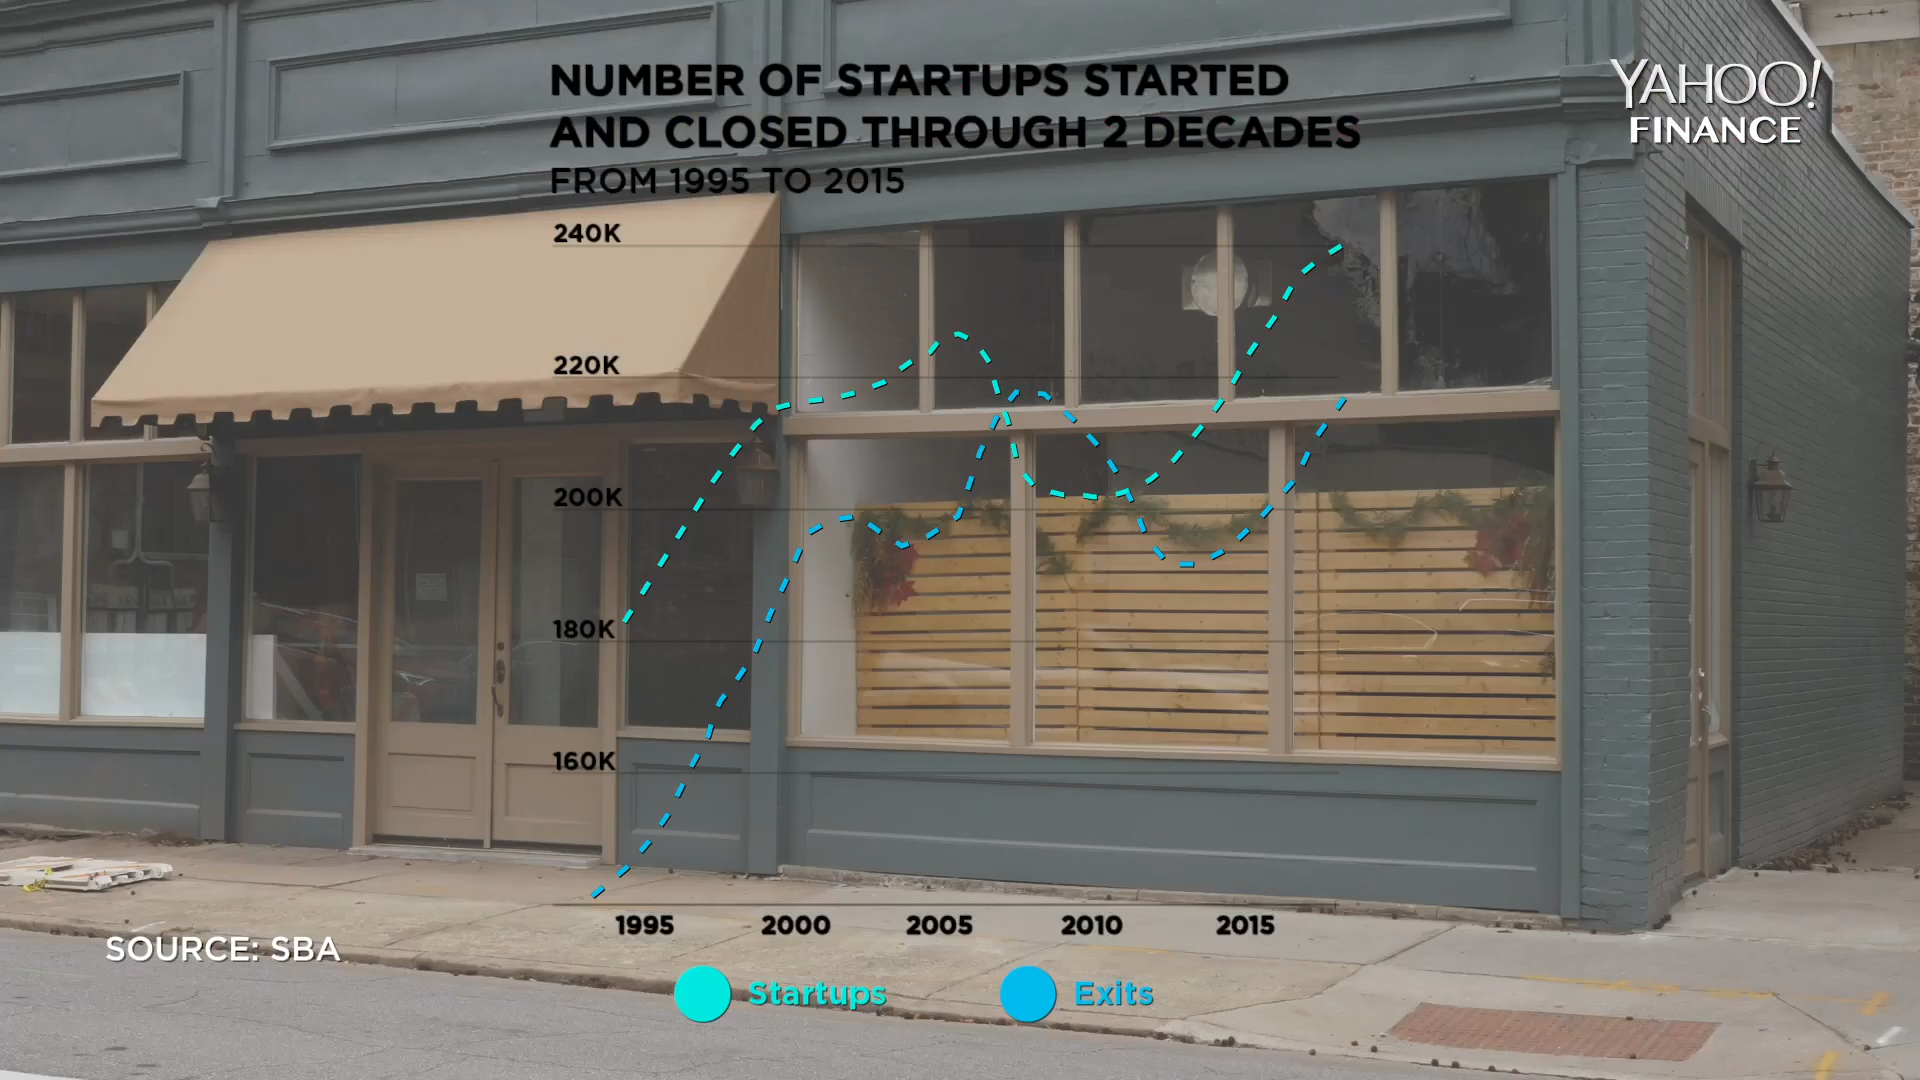 NUMBER OF STARTUPS STARTED
AND CLOSED THROUGH 2 DECADES
FROM 1995 TO 2015
YAHOO!
FINANCE
240K
220K
200K
180K
160K
1995 2000 2005 2010 2015
SOURCE: SBA
Startups Exits